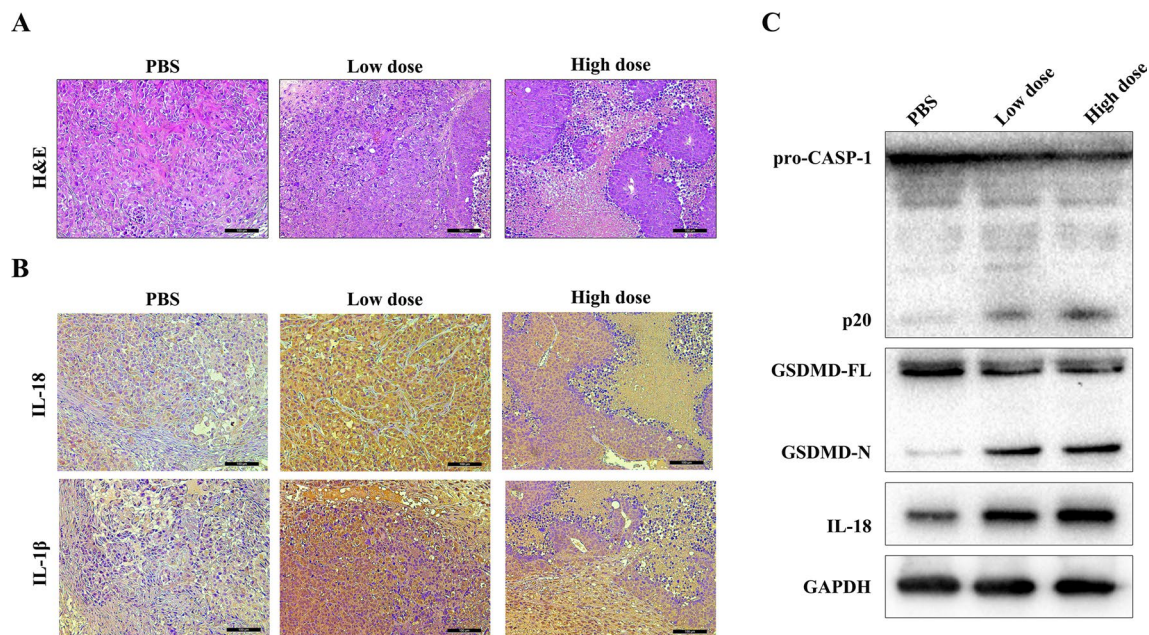 A
PBS Low dose High dose
H&E
B
PBS Low dose High dose
IL-18
IL-1β
C
PBS Low dose High dose
pro-CASP-1
p20
GSDMD-FL
GSDMD-N
IL-18
GAPDH